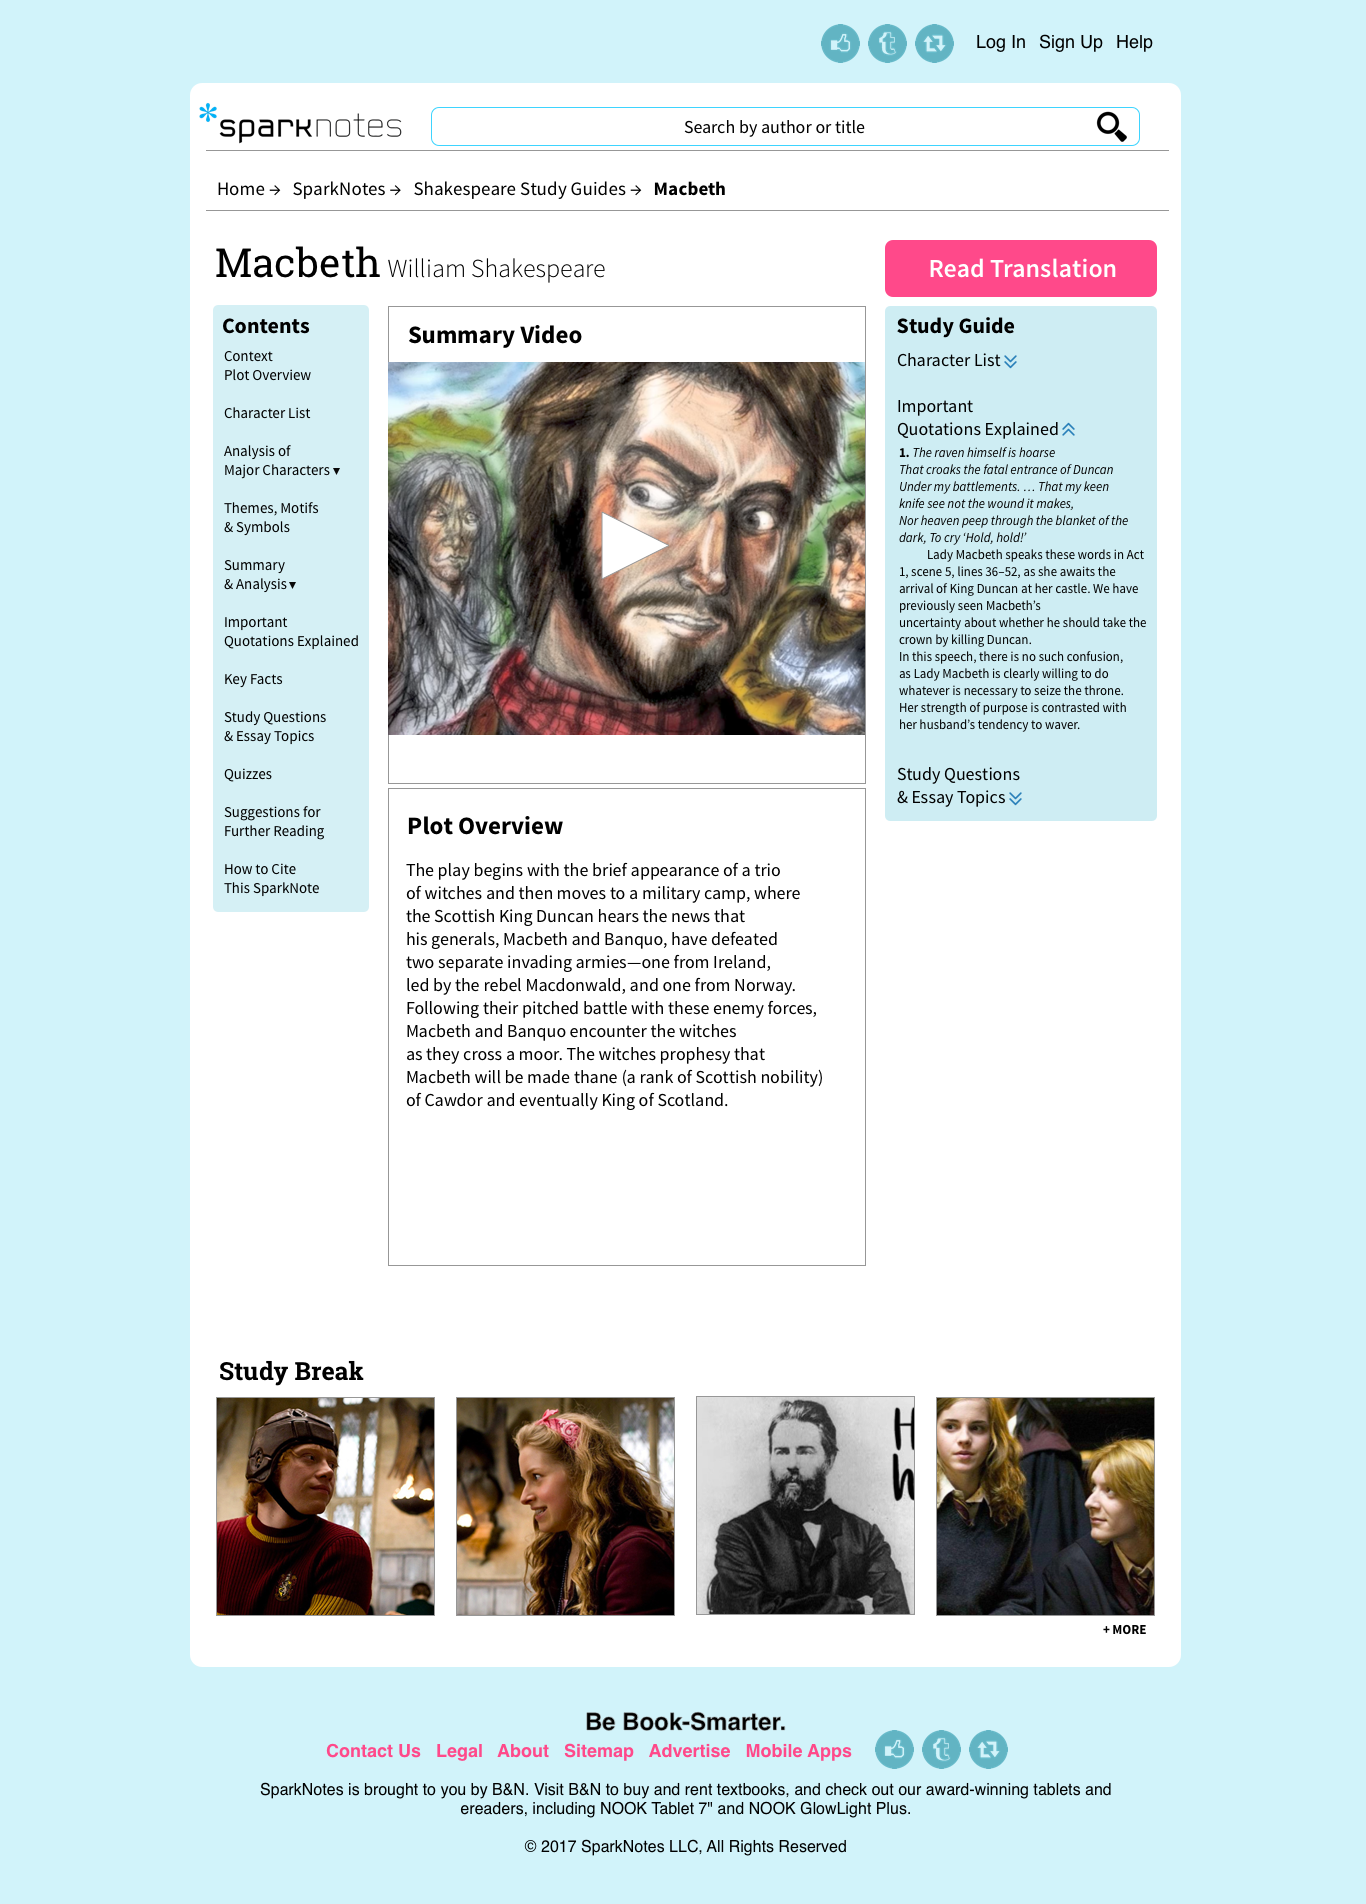 Log In Sign Up Help
*sparknotes
Search by author or title
Home → SparkNotes → Shakespeare Study Guides → Macbeth
Macbeth William Shakespeare
Read Translation
Contents
Context
Plot Overview
Character List
Analysis of
Major Characters ▾
Themes, Motifs
& Symbols
Summary
& Analysis ▾
Important
Quotations Explained
Key Facts
Study Questions
& Essay Topics
Quizzes
Suggestions for
Further Reading
How to Cite
This SparkNote
Summary Video
Plot Overview
The play begins with the brief appearance of a trio
of witches and then moves to a military camp, where
the Scottish King Duncan hears the news that
his generals, Macbeth and Banquo, have defeated
two separate invading armies—one from Ireland,
led by the rebel Macdonwald, and one from Norway.
Following their pitched battle with these enemy forces,
Macbeth and Banquo encounter the witches
as they cross a moor. The witches prophesy that
Macbeth will be made thane (a rank of Scottish nobility)
of Cawdor and eventually King of Scotland.
Study Guide
Character List
Important
Quotations Explained
1. The raven himself is hoarse
That croaks the fatal entrance of Duncan
Under my battlements. … That my keen
knife see not the wound it makes,
Nor heaven peep through the blanket of the
dark, To cry ‘Hold, hold!’
Lady Macbeth speaks these words in Act
1, scene 5, lines 36–52, as she awaits the
arrival of King Duncan at her castle. We have
previously seen Macbeth’s
uncertainty about whether he should take the
crown by killing Duncan.
In this speech, there is no such confusion,
as Lady Macbeth is clearly willing to do
whatever is necessary to seize the throne.
Her strength of purpose is contrasted with
her husband’s tendency to waver.
Study Questions
& Essay Topics
Study Break
H
h
+ MORE
Be Book-Smarter.
Contact Us Legal About Sitemap Advertise Mobile Apps
SparkNotes is brought to you by B&N. Visit B&N to buy and rent textbooks, and check out our award-winning tablets and
ereaders, including NOOK Tablet 7" and NOOK GlowLight Plus.
© 2017 SparkNotes LLC, All Rights Reserved